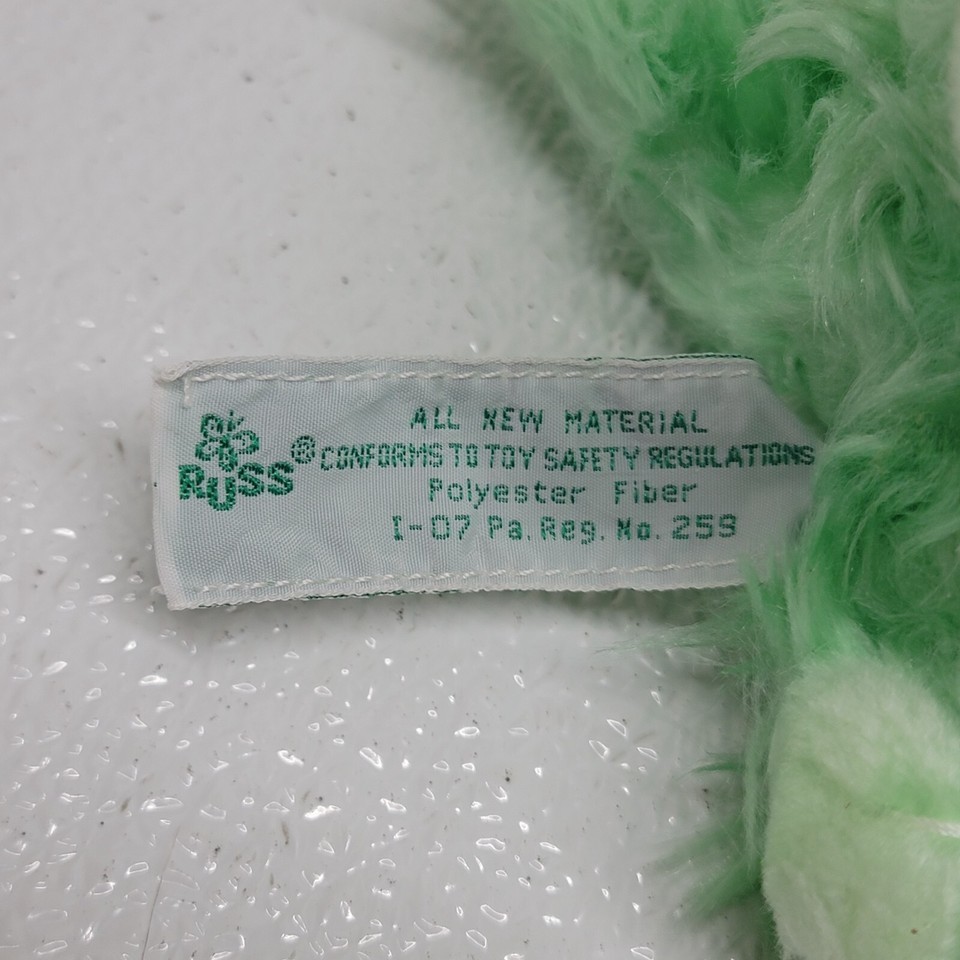 RUSS®
ALL NEW MATERIAL
CONFORMS TO TOY SAFETY REGULATIONS
Polyester Fiber
I-07 Pa. Reg. No. 259